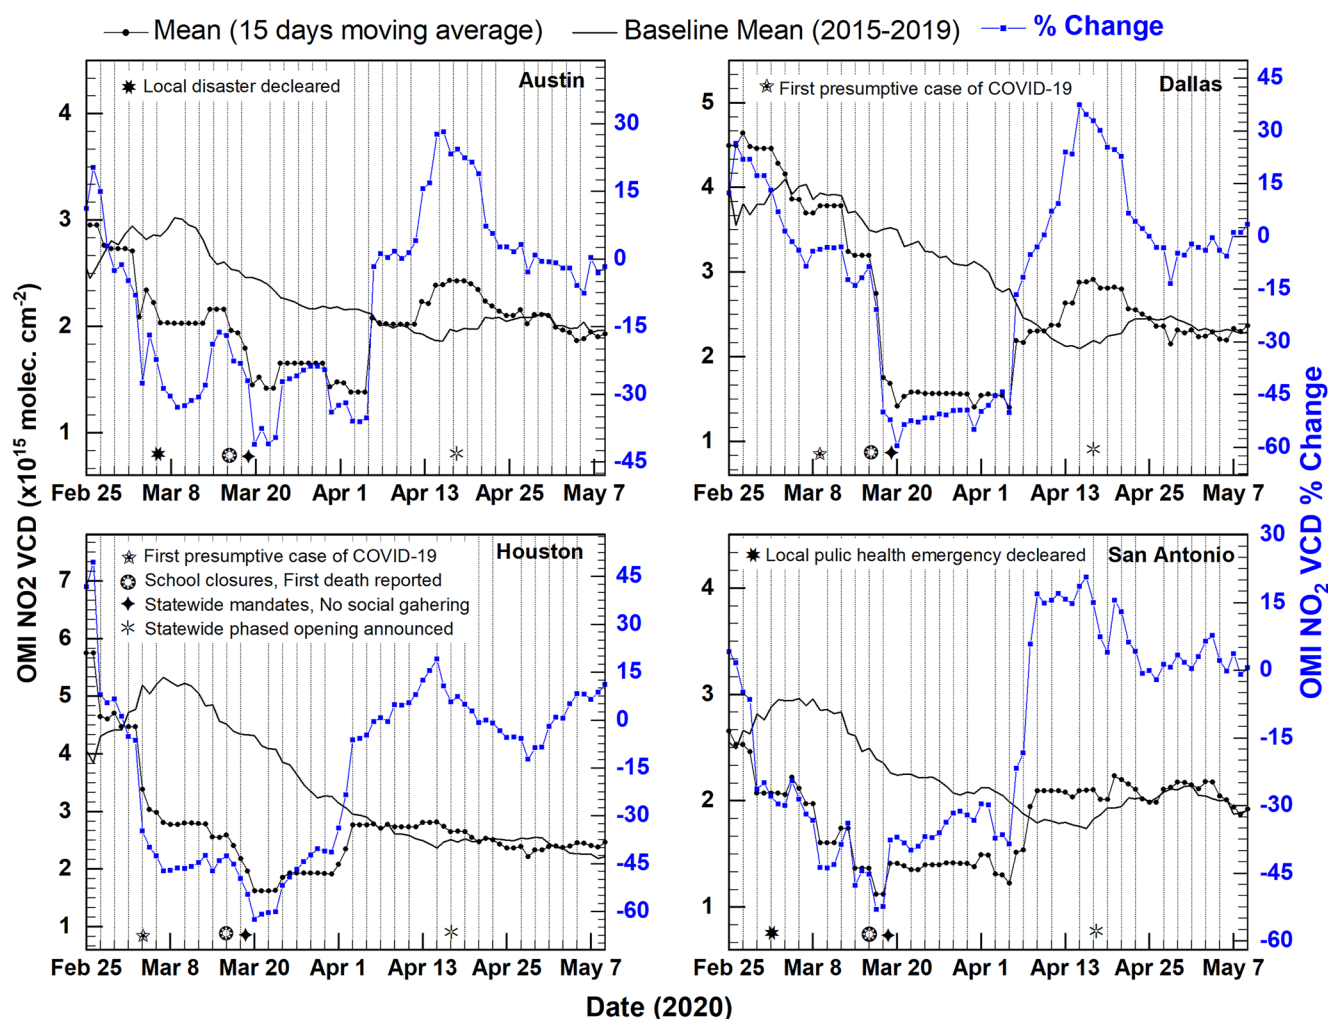 Mean (15 days moving average) Baseline Mean (2015-2019) % Change
OMI NO2 VCD (x10¹⁵ molec. cm⁻²)
OMI NO₂ VCD % Change
Local disaster decleared
Austin
4
3
2
1
30
15
0
-15
-30
-45
Feb 25 Mar 8 Mar 20 Apr 1 Apr 13 Apr 25 May 7
First presumptive case of COVID-19
Dallas
5
4
3
2
1
45
30
15
0
-15
-30
-45
-60
Feb 25 Mar 8 Mar 20 Apr 1 Apr 13 Apr 25 May 7
First presumptive case of COVID-19
Houston
School closures, First death reported
Statewide mandates, No social gahering
Statewide phased opening announced
7
6
5
4
3
2
1
45
30
15
0
-15
-30
-45
-60
Feb 25 Mar 8 Mar 20 Apr 1 Apr 13 Apr 25 May 7
Local pulic health emergency decleared
San Antonio
4
3
2
1
30
15
0
-15
-30
-45
-60
Feb 25 Mar 8 Mar 20 Apr 1 Apr 13 Apr 25 May 7
Date (2020)